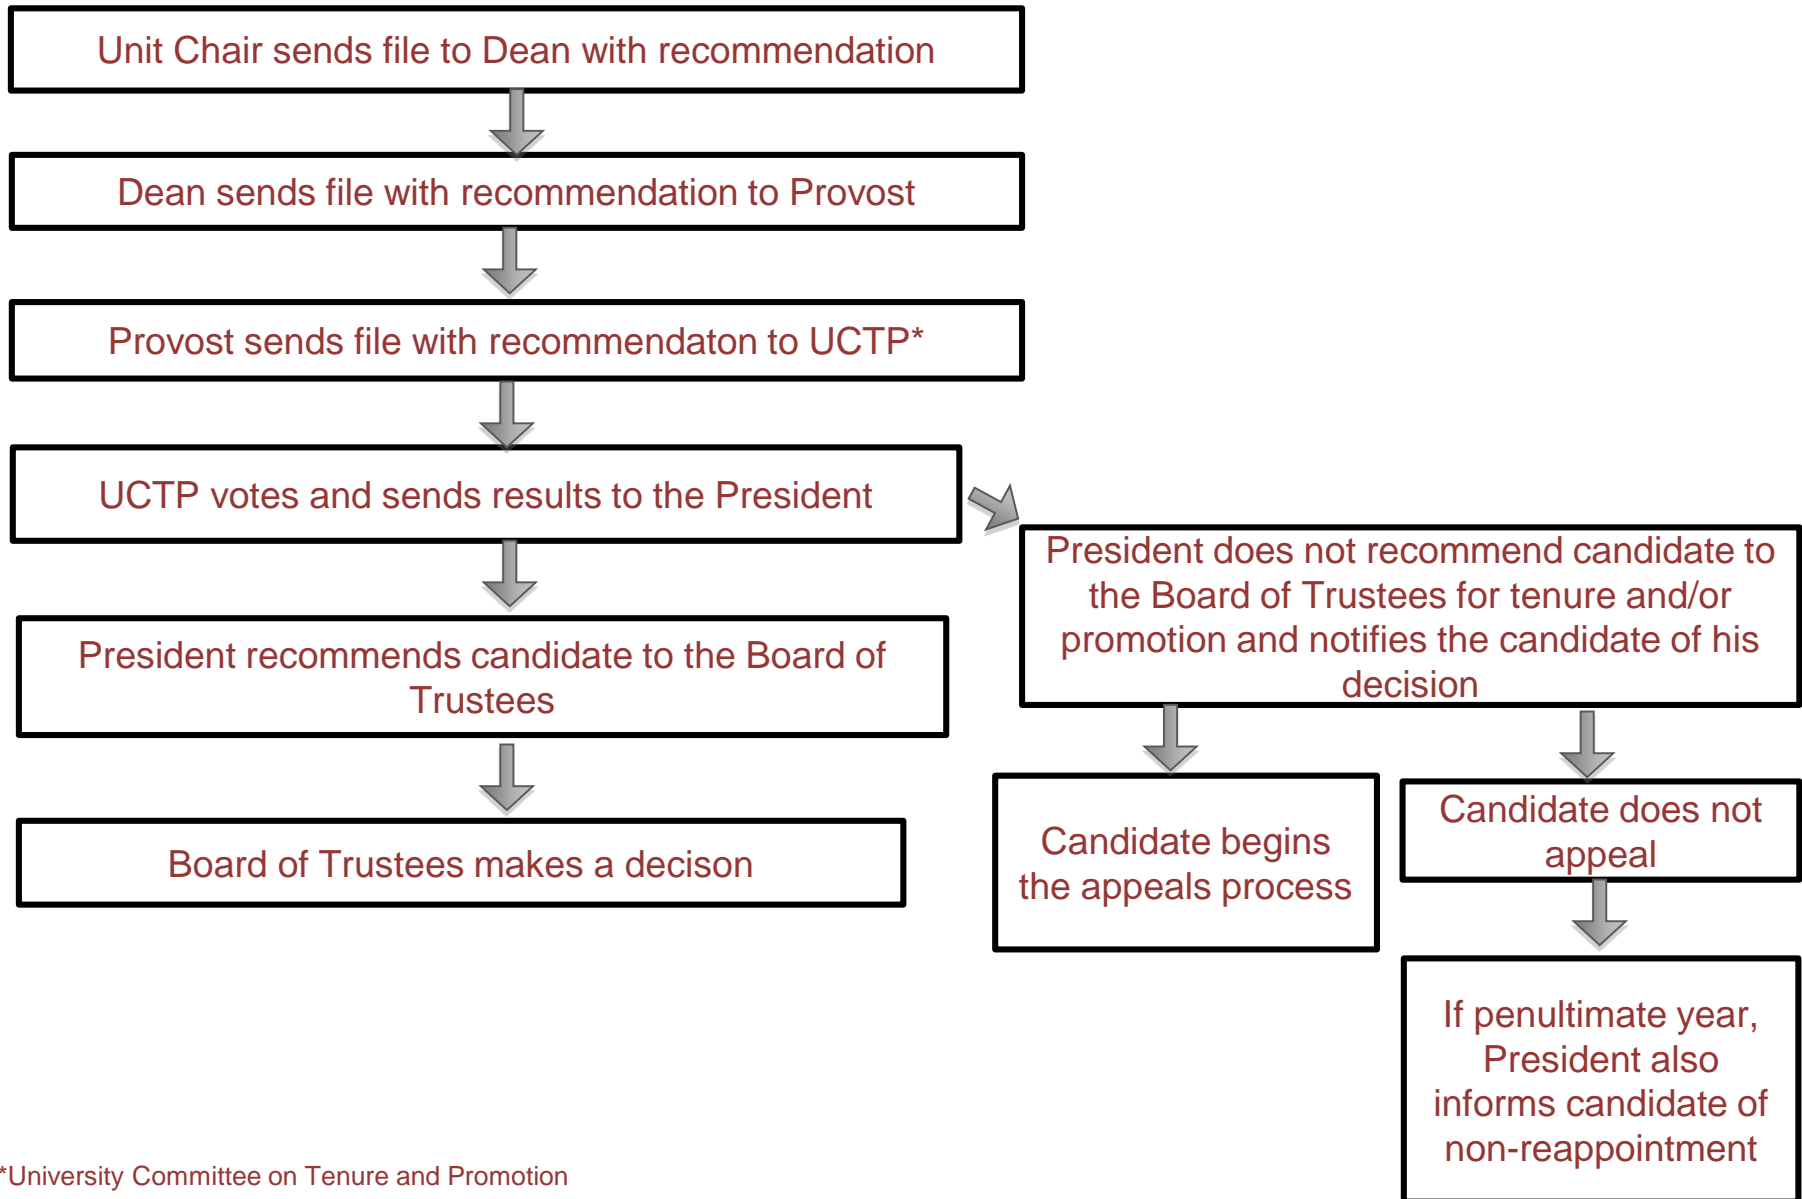 Unit Chair sends file to Dean with recommendation
Dean sends file with recommendation to Provost
Provost sends file with recommendaton to UCTP*
UCTP votes and sends results to the President
President recommends candidate to the Board of
Trustees
Board of Trustees makes a decison
President does not recommend candidate to
the Board of Trustees for tenure and/or
promotion and notifies the candidate of his
decision
Candidate begins
the appeals process
Candidate does not
appeal
If penultimate year,
President also
informs candidate of
non-reappointment
*University Committee on Tenure and Promotion